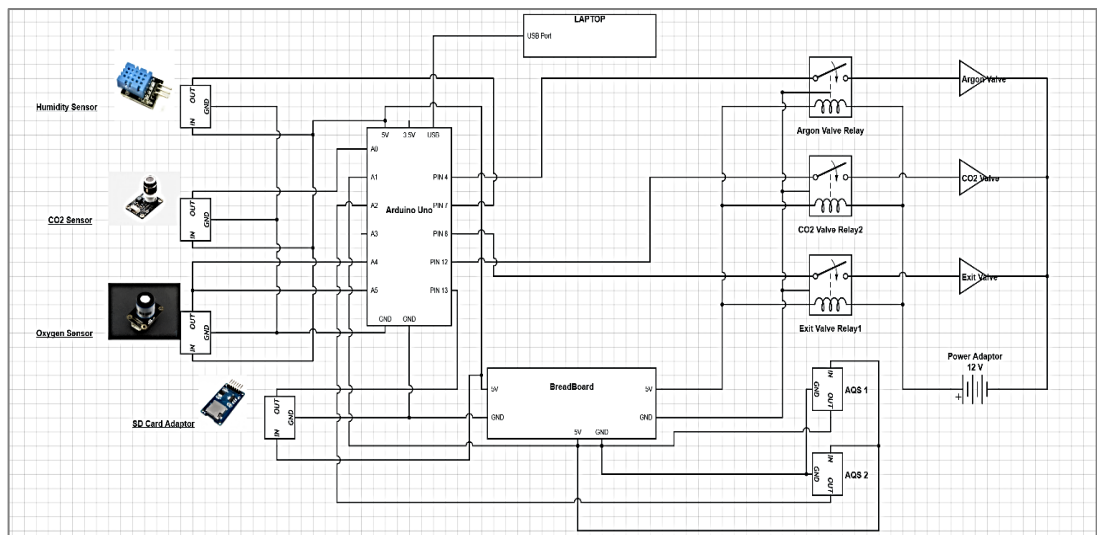 LAPTOP
USB Port
Humidity Sensor
OUT
GND
IN
CO2 Sensor
OUT
GND
IN
Oxygen Sensor
OUT
GND
IN
SD Card Adaptor
OUT
GND
IN
5V
3.5V
USB
A0
A1
A2
A3
A4
A5
Arduino Uno
PIN 4
PIN 7
PIN 8
PIN 12
PIN 13
GND
GND
Argon Valve Relay
Argon Valve
CO2 Valve Relay2
CO2 Valve
Exit Valve Relay1
Exit Valve
Power Adaptor
12 V
+
BreadBoard
5V
GND
5V
GND
5V
GND
IN
GND
OUT
AQS 1
IN
GND
OUT
AQS 2